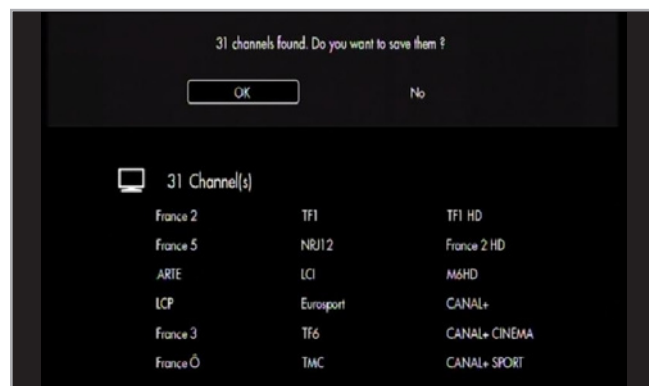 31 channels found. Do you want to save them ?
OK No
31 Channel(s)
France 2 TF1 TF1 HD
France 5 NRJ12 France 2 HD
ARTE LCI M6HD
LCP Eurosport CANAL+
France 3 TF6 CANAL+ CINEMA
France Ô TMC CANAL+ SPORT